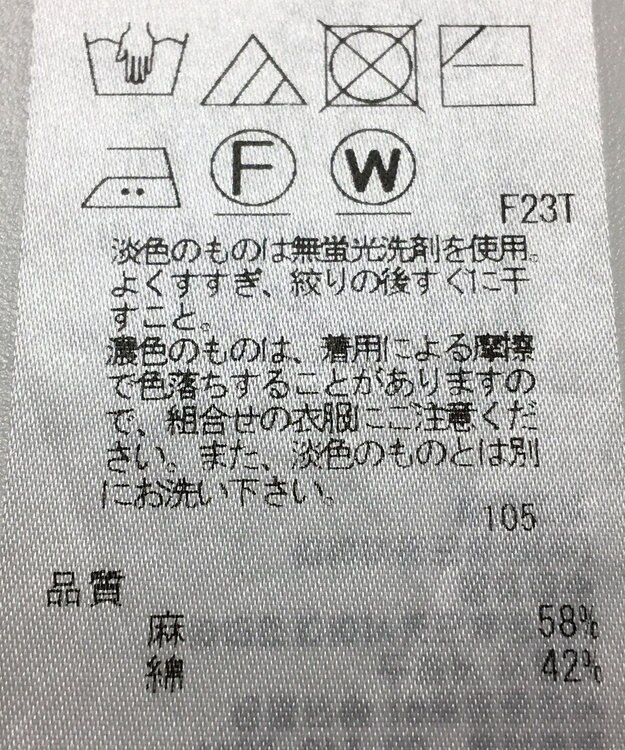 F
W
F23T
淡色のものは無蛍光洗剤を使用。
よくすすぎ、絞りの後すぐに干
すこと。
濃色のものは、着用による摩擦
で色落ちすることがありますの
で、組合せの衣服にご注意くだ
さい。また、淡色のものとは別
にお洗い下さい。
105
品質
麻 58%
綿 42%